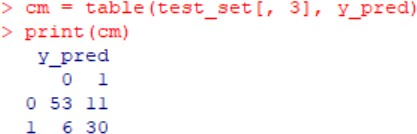 > cm = table(test_set[, 3], y_pred)
> print(cm)
y_pred
0 1
0 53 11
1 6 30